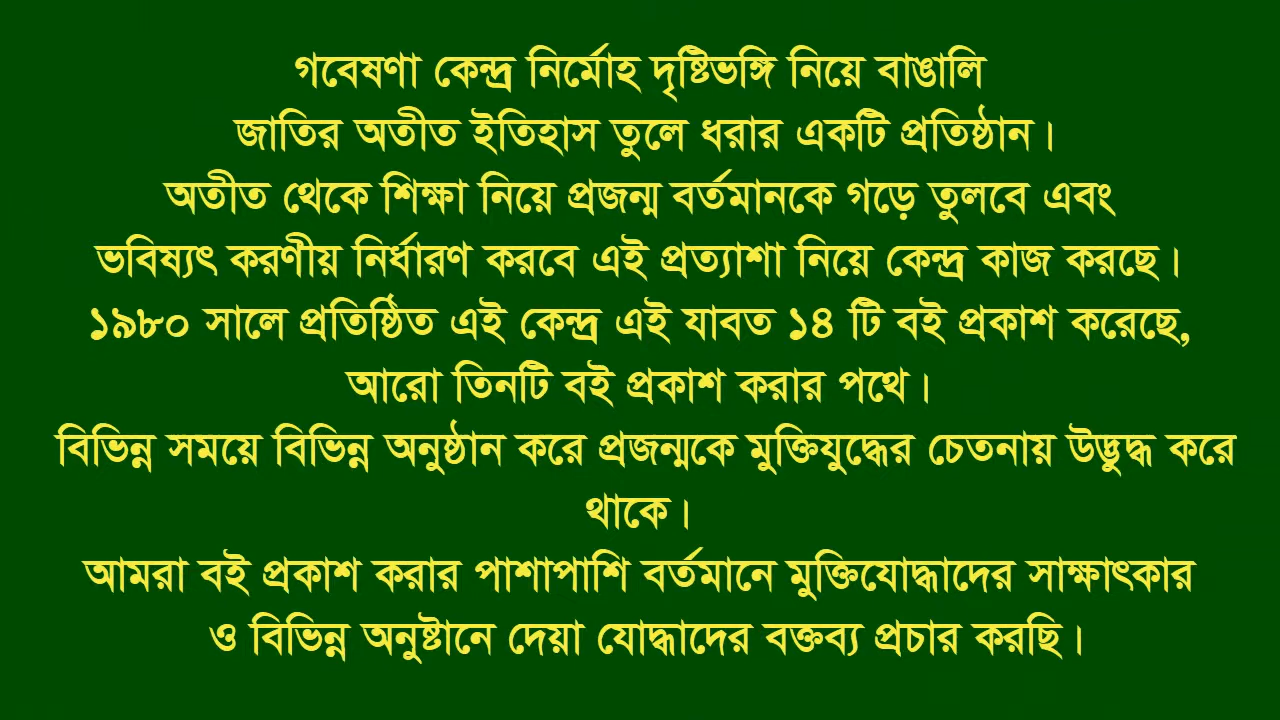 গবেষণা কেন্দ্র নির্মোহ দৃষ্টিভঙ্গি নিয়ে বাঙালি
জাতির অতীত ইতিহাস তুলে ধরার একটি প্রতিষ্ঠান।
অতীত থেকে শিক্ষা নিয়ে প্রজন্ম বর্তমানকে গড়ে তুলবে এবং
ভবিষ্যৎ করণীয় নির্ধারণ করবে এই প্রত্যাশা নিয়ে কেন্দ্র কাজ করছে।
১৯৮০ সালে প্রতিষ্ঠিত এই কেন্দ্র এই যাবত ১৪ টি বই প্রকাশ করেছে,
আরো তিনটি বই প্রকাশ করার পথে।
বিভিন্ন সময়ে বিভিন্ন অনুষ্ঠান করে প্রজন্মকে মুক্তিযুদ্ধের চেতনায় উদ্ভুদ্ধ করে
থাকে।
আমরা বই প্রকাশ করার পাশাপাশি বর্তমানে মুক্তিযোদ্ধাদের সাক্ষাৎকার
ও বিভিন্ন অনুষ্টানে দেয়া যোদ্ধাদের বক্তব্য প্রচার করছি।